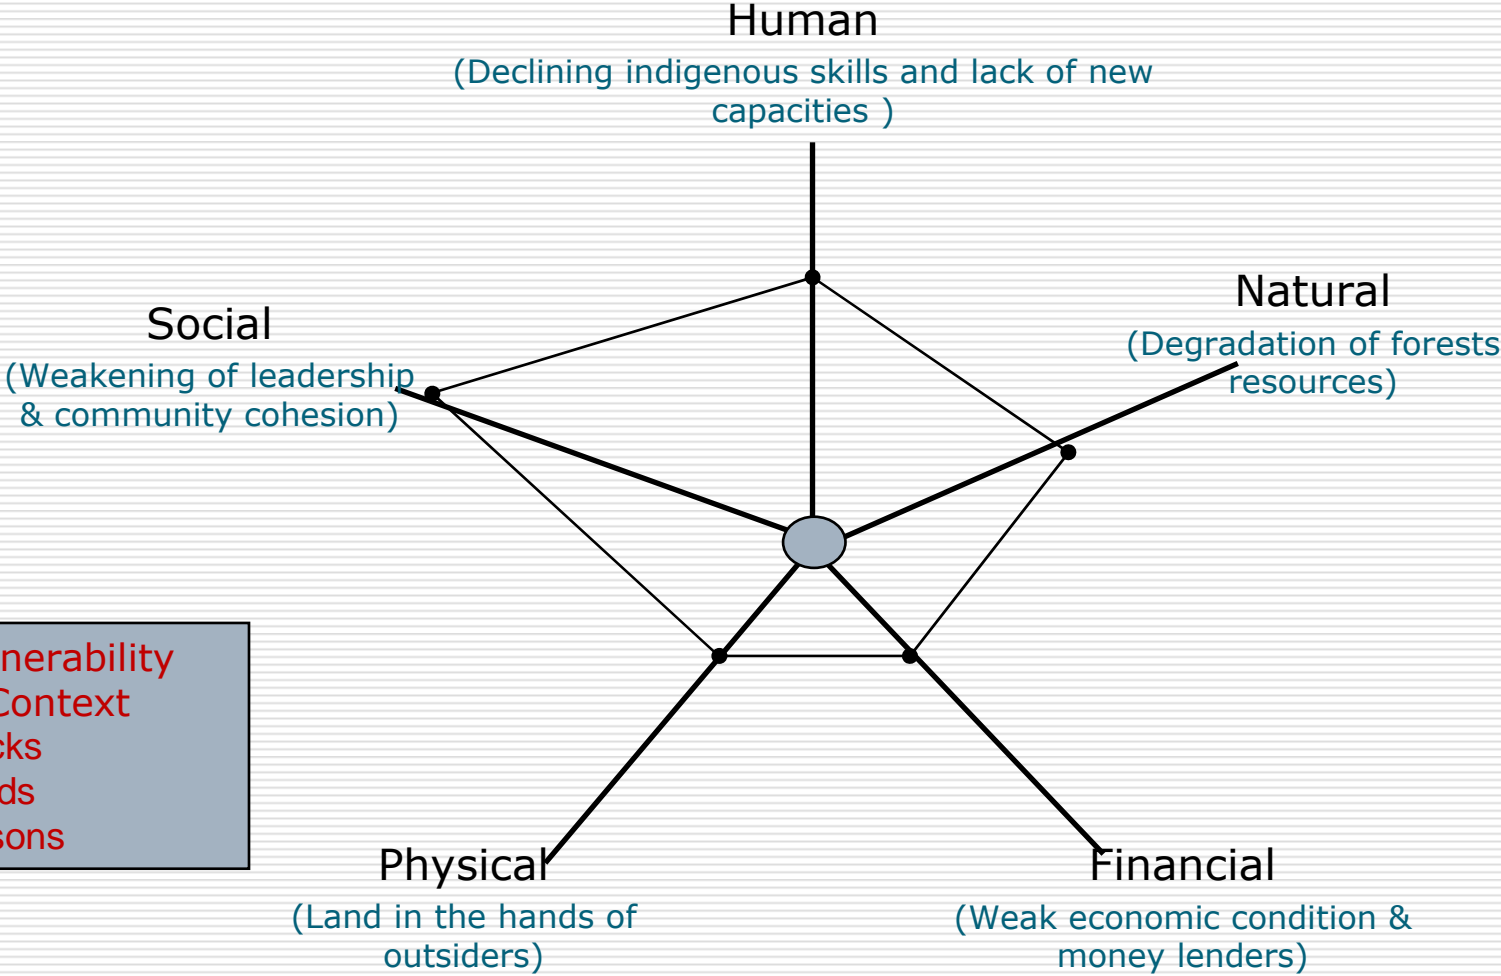 Human
(Declining indigenous skills and lack of new
capacities )
Natural
(Degradation of forests
resources)
Social
(Weakening of leadership
& community cohesion)
nerability
Context
cks
ds
sons
Physical
(Land in the hands of
outsiders)
Financial
(Weak economic condition &
money lenders)